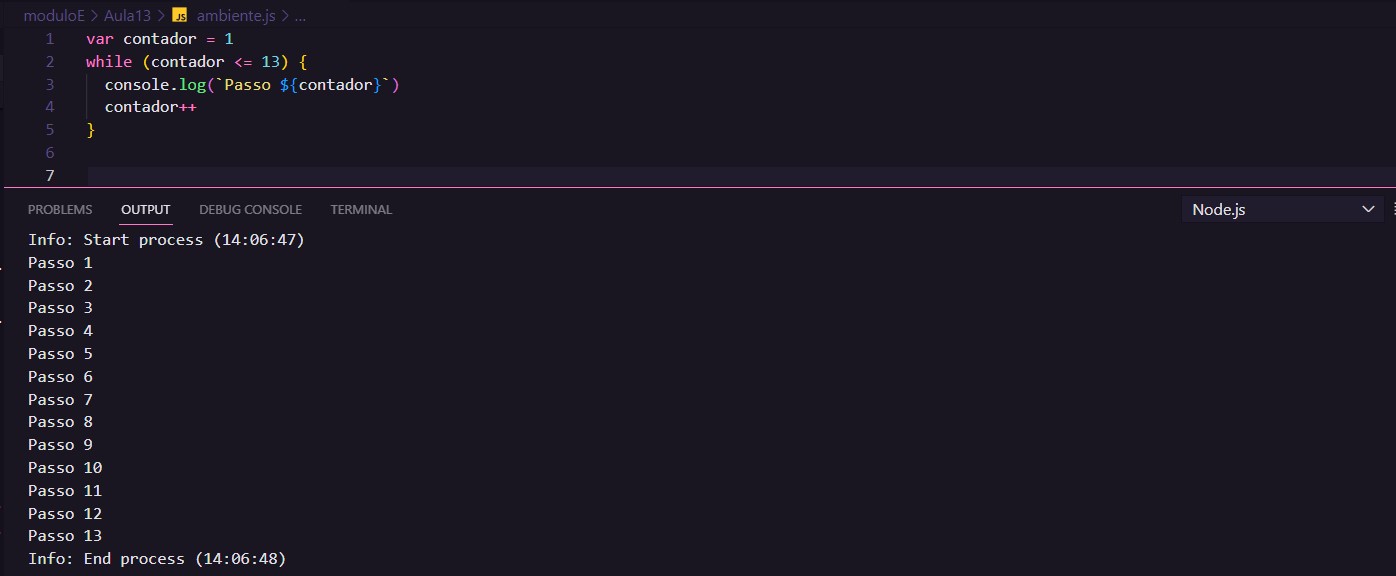 moduloE > Aula13 > JS ambiente.js > ...
1 var contador = 1
2 while (contador <= 13) {
3 console.log(`Passo ${contador}`)
4 contador++
5 }
6
7
PROBLEMS OUTPUT DEBUG CONSOLE TERMINAL Node.js
Info: Start process (14:06:47)
Passo 1
Passo 2
Passo 3
Passo 4
Passo 5
Passo 6
Passo 7
Passo 8
Passo 9
Passo 10
Passo 11
Passo 12
Passo 13
Info: End process (14:06:48)